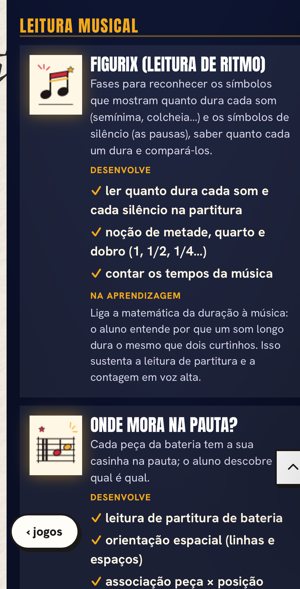 LEITURA MUSICAL
FIGURIX (LEITURA DE RITMO)
Fases para reconhecer os símbolos
que mostram quanto dura cada som
(semínima, colcheia...) e os símbolos de
silêncio (as pausas), saber quanto cada
um dura e compará-los.
DESENVOLVE
✓ ler quanto dura cada som e
cada silêncio na partitura
✓ noção de metade, quarto e
dobro (1, 1/2, 1/4...)
✓ contar os tempos da música
NA APRENDIZAGEM
Liga a matemática da duração à música:
o aluno entende por que um som longo
dura o mesmo que dois curtinhos. Isso
sustenta a leitura de partitura e a
contagem em voz alta.
ONDE MORA NA PAUTA?
Cada peça da bateria tem a sua
casinha na pauta; o aluno descobre
qual é qual.
DESENVOLVE
✓ leitura de partitura de bateria
✓ orientação espacial (linhas e
espaços)
✓ associação peça × posição
‹ jogos